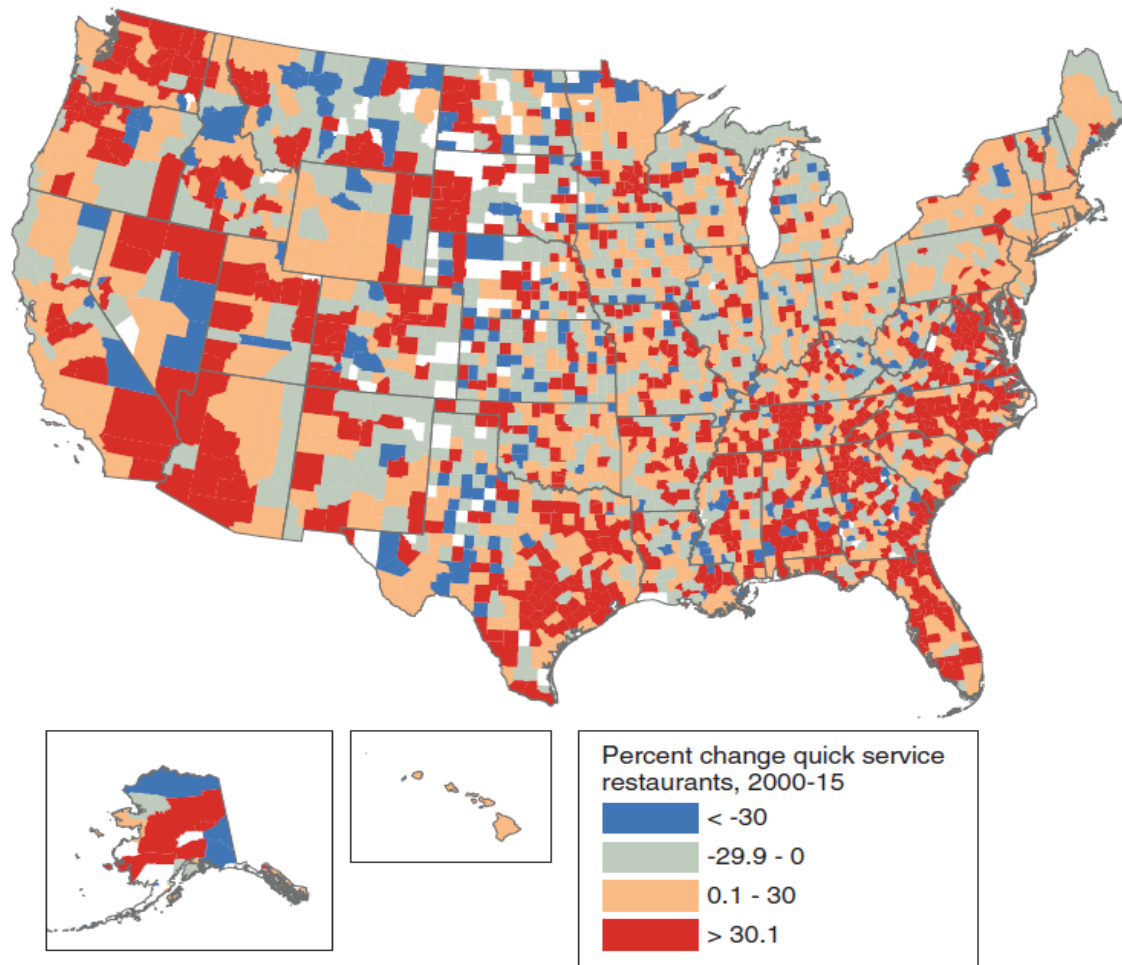 Percent change quick service
restaurants, 2000-15
< -30
-29.9 - 0
0.1 - 30
> 30.1